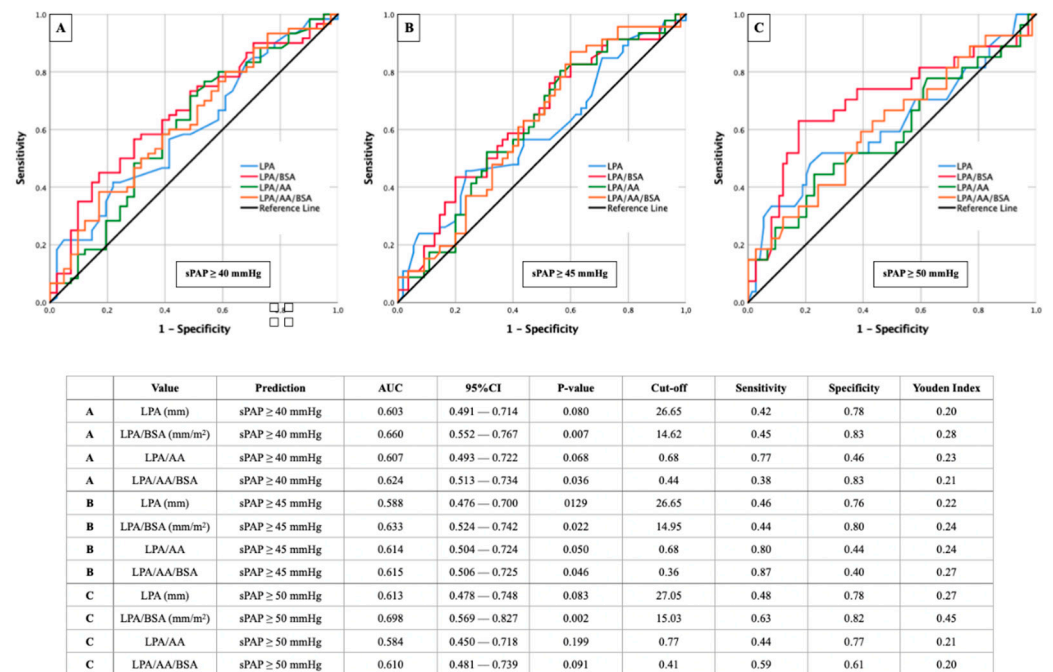 A
B
C
Sensitivity
1.0
0.8
0.6
0.4
0.2
0.0
LPA
LPA/BSA
LPA/AA
LPA/AA/BSA
Reference Line
sPAP ≥ 40 mmHg
0.0 0.2 0.4 0.6 0.8 1.0
1 – Specificity
Sensitivity
1.0
0.8
0.6
0.4
0.2
0.0
LPA
LPA/BSA
LPA/AA
LPA/AA/BSA
Reference Line
sPAP ≥ 45 mmHg
0.0 0.2 0.4 0.6 0.8 1.0
1 – Specificity
Sensitivity
1.0
0.8
0.6
0.4
0.2
0.0
LPA
LPA/BSA
LPA/AA
LPA/AA/BSA
Reference Line
sPAP ≥ 50 mmHg
0.0 0.2 0.4 0.6 0.8 1.0
1 – Specificity
Value Prediction AUC 95%CI P-value Cut-off Sensitivity Specificity Youden Index
A LPA (mm) sPAP ≥ 40 mmHg 0.603 0.491 — 0.714 0.080 26.65 0.42 0.78 0.20
A LPA/BSA (mm/m²) sPAP ≥ 40 mmHg 0.660 0.552 — 0.767 0.007 14.62 0.45 0.83 0.28
A LPA/AA sPAP ≥ 40 mmHg 0.607 0.493 — 0.722 0.068 0.68 0.77 0.46 0.23
A LPA/AA/BSA sPAP ≥ 40 mmHg 0.624 0.513 — 0.734 0.036 0.44 0.38 0.83 0.21
B LPA (mm) sPAP ≥ 45 mmHg 0.588 0.476 — 0.700 0129 26.65 0.46 0.76 0.22
B LPA/BSA (mm/m²) sPAP ≥ 45 mmHg 0.633 0.524 — 0.742 0.022 14.95 0.44 0.80 0.24
B LPA/AA sPAP ≥ 45 mmHg 0.614 0.504 — 0.724 0.050 0.68 0.80 0.44 0.24
B LPA/AA/BSA sPAP ≥ 45 mmHg 0.615 0.506 — 0.725 0.046 0.36 0.87 0.40 0.27
C LPA (mm) sPAP ≥ 50 mmHg 0.613 0.478 — 0.748 0.083 27.05 0.48 0.78 0.27
C LPA/BSA (mm/m²) sPAP ≥ 50 mmHg 0.698 0.569 — 0.827 0.002 15.03 0.63 0.82 0.45
C LPA/AA sPAP ≥ 50 mmHg 0.584 0.450 — 0.718 0.199 0.77 0.44 0.77 0.21
C LPA/AA/BSA sPAP ≥ 50 mmHg 0.610 0.481 — 0.739 0.091 0.41 0.59 0.61 0.20